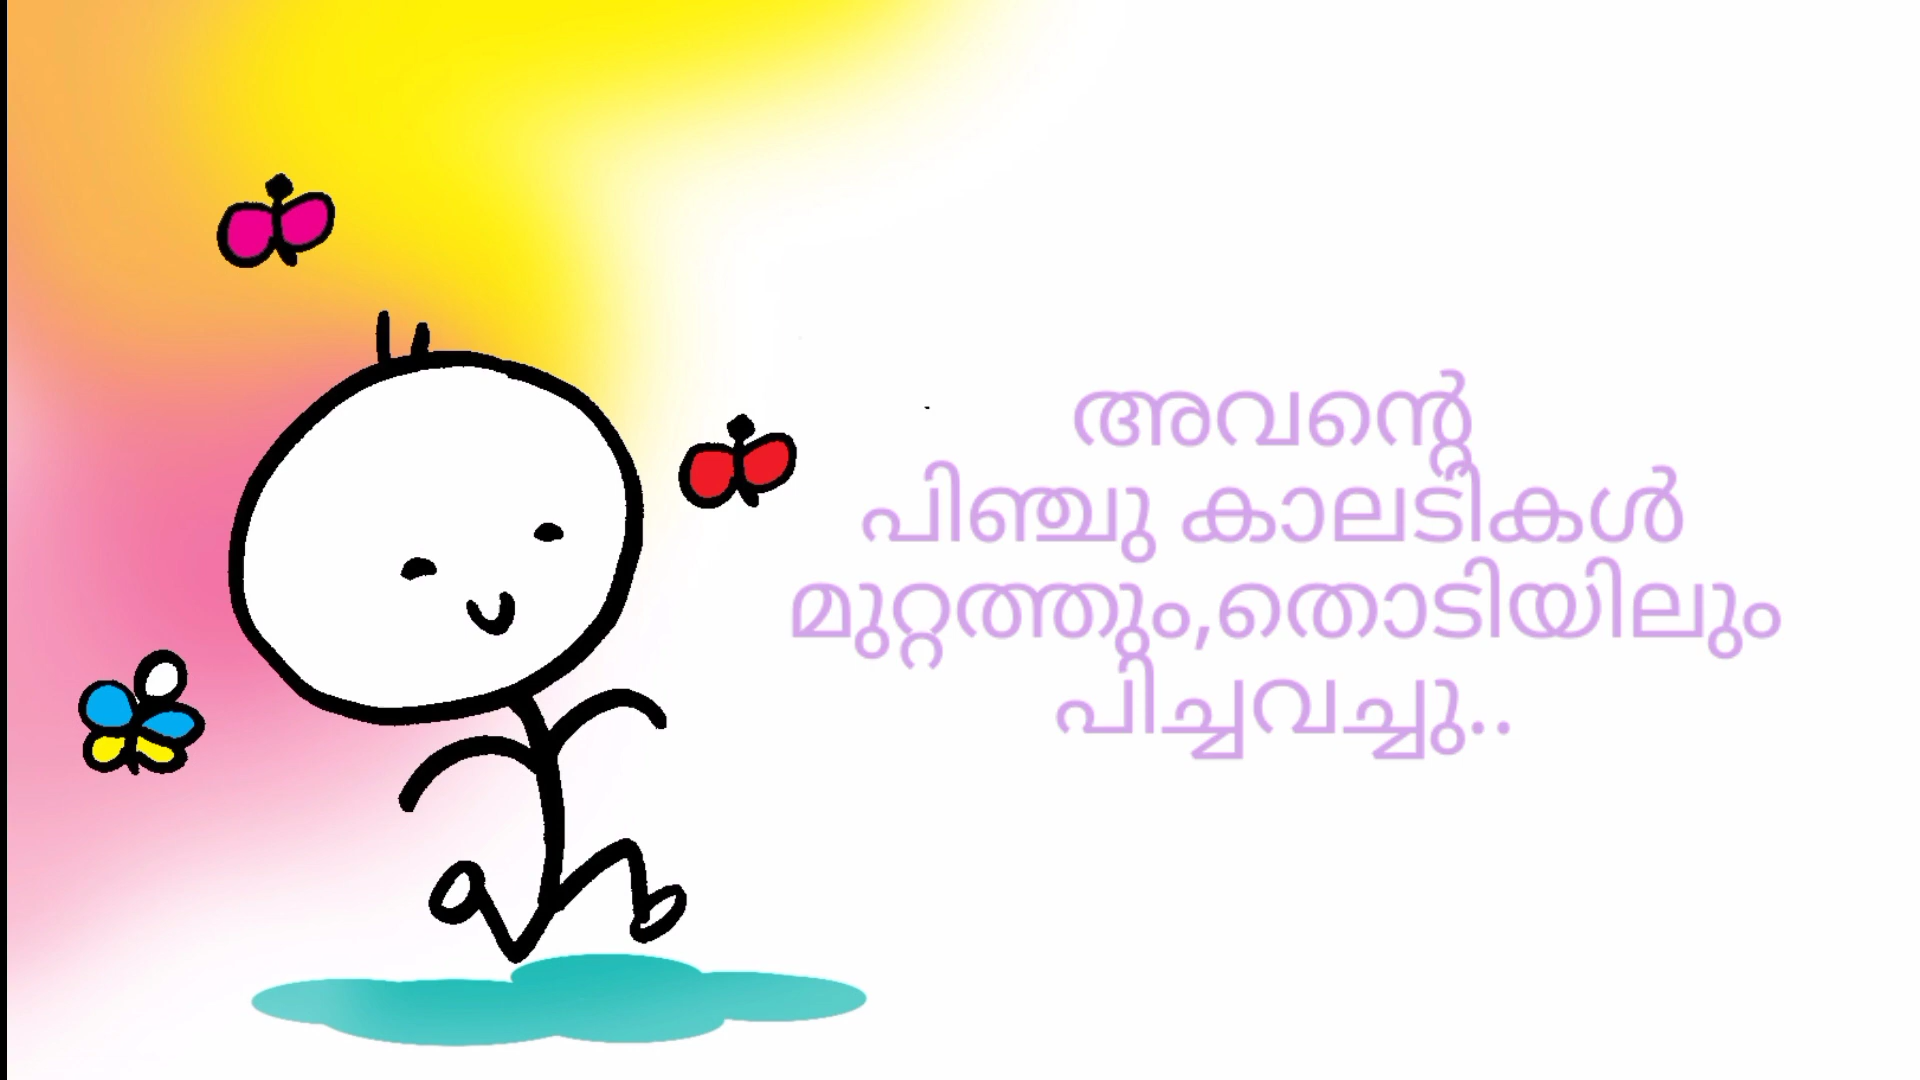 അവന്റെ
പിഞ്ചു കാലടികൾ
മുറ്റത്തും,തൊടിയിലും
പിച്ചവച്ചു..